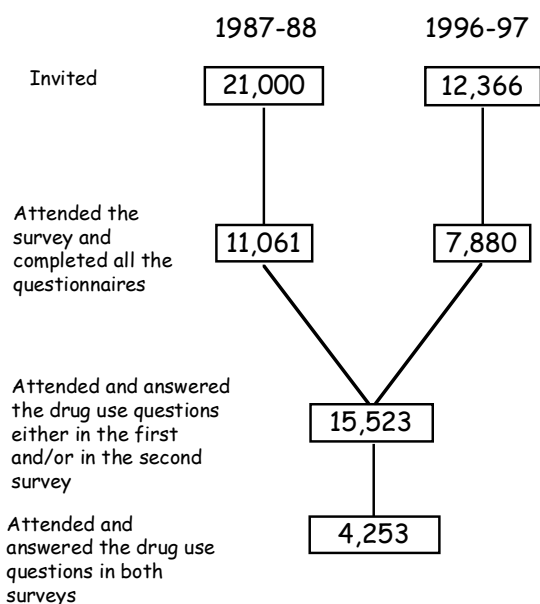 1987-88 1996-97
Invited 21,000 12,366
Attended the
survey and
completed all the
questionnaires
11,061 7,880
Attended and answered
the drug use questions
either in the first
and/or in the second
survey
15,523
Attended and
answered the drug use
questions in both
surveys
4,253